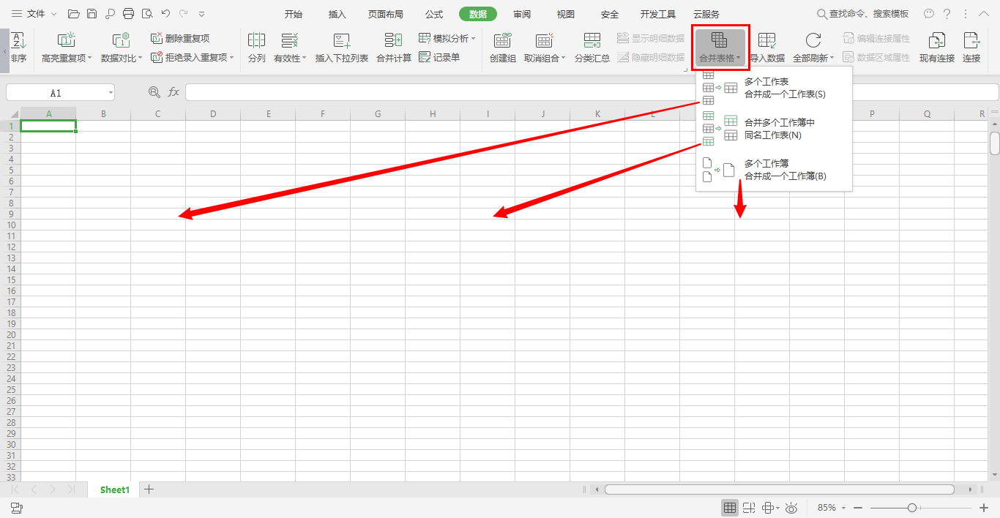 文件
开始 插入 页面布局 公式 数据 审阅 视图 安全 开发工具 云服务 查找命令、搜索模板
高亮重复项 数据对比 删除重复项
拒绝录入重复项
分列 有效性 插入下拉列表 合并计算 模拟分析
记录单
创建组 取消组合 分类汇总 显示明细数据
隐藏明细数据
合并表格 导入数据 全部刷新 编辑连接属性
数据区域属性
现有连接 连接
多个工作表
合并成一个工作表(S)
合并多个工作簿中
同名工作表(N)
多个工作簿
合并成一个工作簿(B)
A1 fx
A B C D E F G H I J K L P Q R
1
2
3
4
5
6
7
8
9
10
11
12
13
14
15
16
17
18
19
20
21
22
23
24
25
26
27
28
29
30
31
32
33
Sheet1
85%